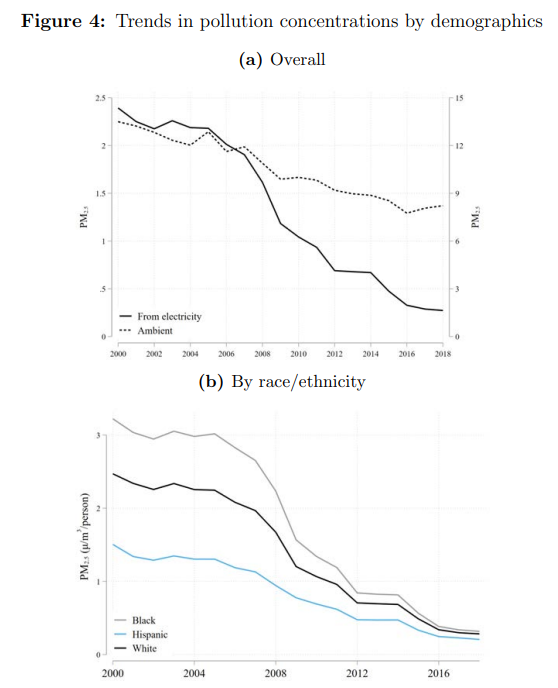 Figure 4: Trends in pollution concentrations by demographics
(a) Overall
2.5
2
1.5
1
.5
0
PM2.5
15
12
9
6
3
0
PM2.5
From electricity
Ambient
2000 2002 2004 2006 2008 2010 2012 2014 2016 2018
(b) By race/ethnicity
3
2
1
0
PM2.5 (μ/m3/person)
Black
Hispanic
White
2000 2004 2008 2012 2016